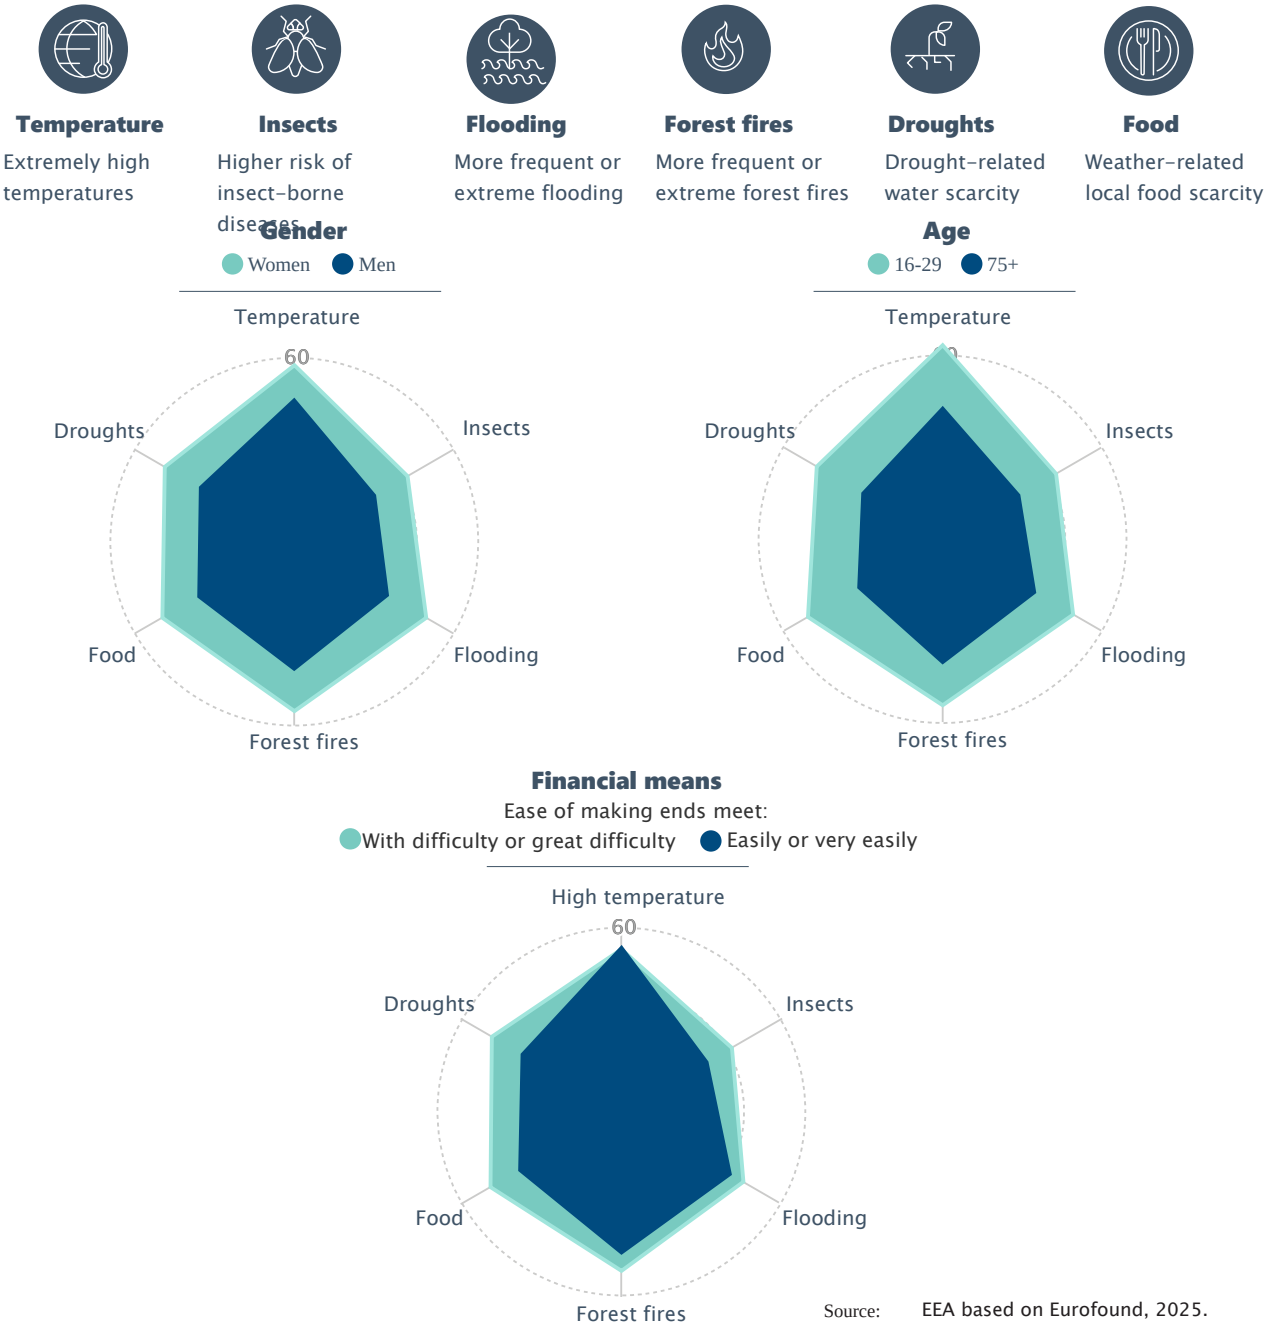 Temperature
Extremely high
temperatures
Insects
Higher risk of
insect-borne
diseases
Flooding
More frequent or
extreme flooding
Forest fires
More frequent or
extreme forest fires
Droughts
Drought-related
water scarcity
Food
Weather-related
local food scarcity
Gender
Women Men
Temperature
60
Droughts
Insects
Food
Flooding
Forest fires
Age
16-29 75+
Temperature
Droughts
Insects
Food
Flooding
Forest fires
Financial means
Ease of making ends meet:
With difficulty or great difficulty Easily or very easily
High temperature
60
Droughts
Insects
Food
Flooding
Forest fires
Source: EEA based on Eurofound, 2025.